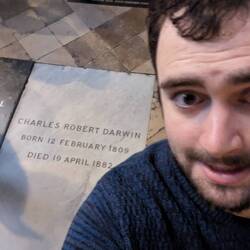 CHARLES ROBERT DARWIN
BORN 12 FEBRUARY 1809
DIED 19 APRIL 1882